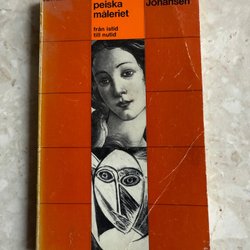 peiska
måleriet
Johansen
från istid
till nutid